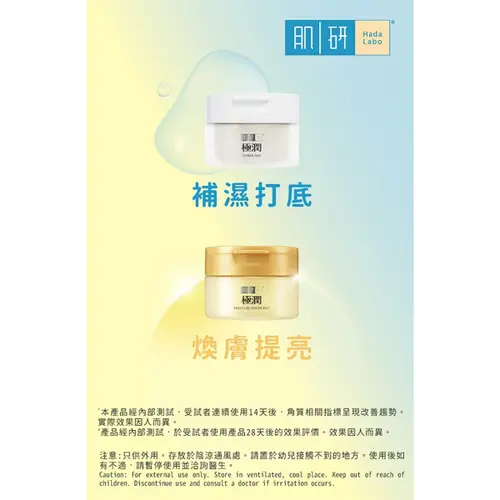 肌研
Hada
Labo
極潤
補濕打底
極潤
煥膚提亮
*本產品經內部測試，受試者連續使用14天後，角質相關指標呈現改善趨勢。
實際效果因人而異。
*產品經內部測試，於受試者使用產品28天後的效果評價。效果因人而異。
注意:只供外用。存放於陰涼通風處。請置於幼兒接觸不到的地方。使用後如
有不適，請暫停使用並洽詢醫生。
Caution: For external use only. Store in ventilated, cool place. Keep out of reach of
children. Discontinue use and consult a doctor if irritation occurs.